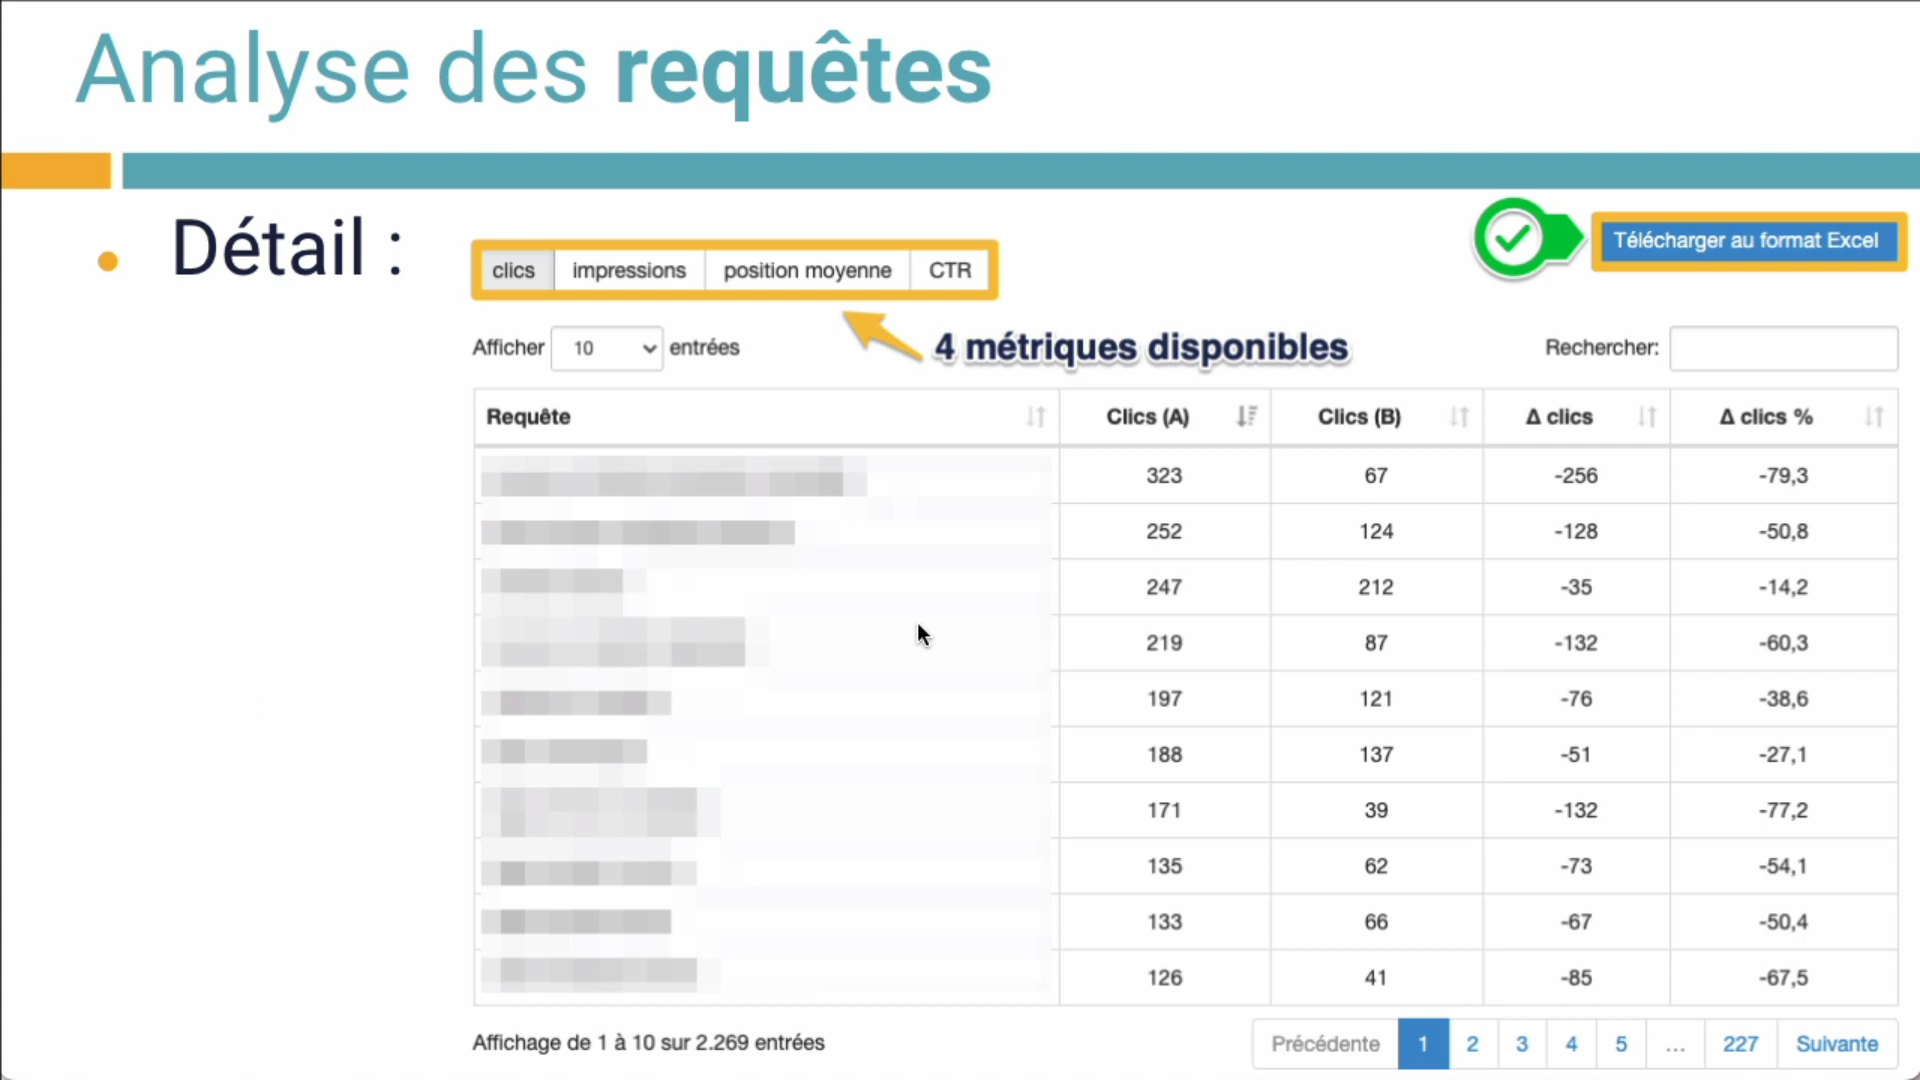 Analyse des requêtes
Détail :
clics impressions position moyenne CTR
Télécharger au format Excel
Afficher 10 entrées
4 métriques disponibles
Rechercher:
Requête Clics (A) Clics (B) Δ clics Δ clics %
323 67 -256 -79,3
252 124 -128 -50,8
247 212 -35 -14,2
219 87 -132 -60,3
197 121 -76 -38,6
188 137 -51 -27,1
171 39 -132 -77,2
135 62 -73 -54,1
133 66 -67 -50,4
126 41 -85 -67,5
Affichage de 1 à 10 sur 2.269 entrées
Précédente 1 2 3 4 5 ... 227 Suivante